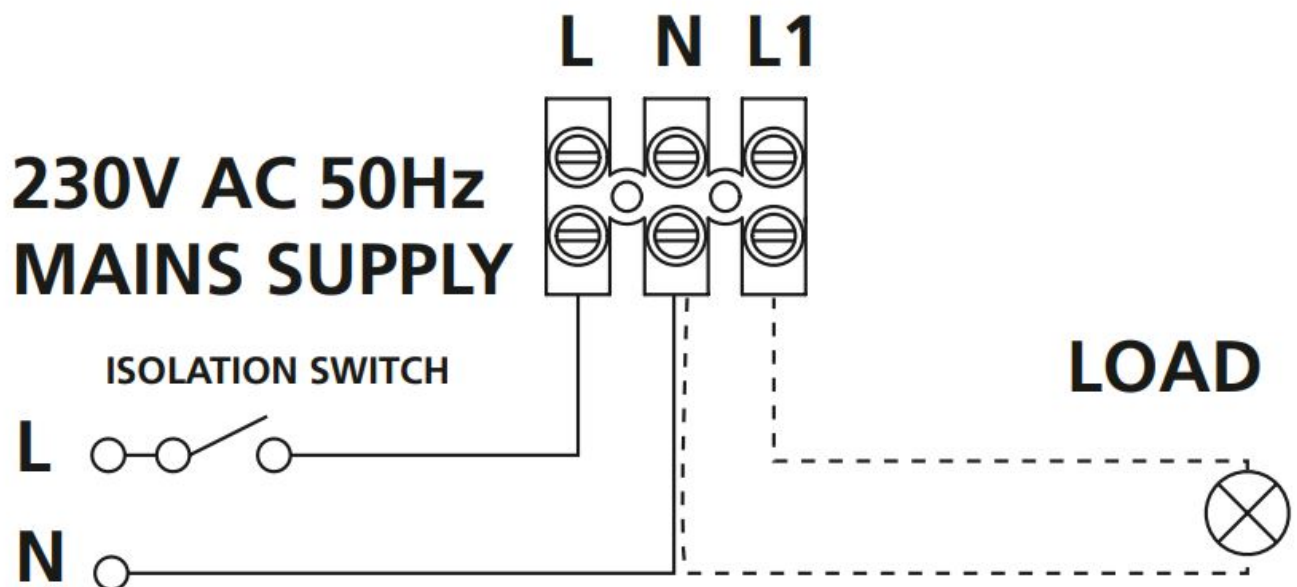 L N L1
230V AC 50Hz
MAINS SUPPLY
ISOLATION SWITCH
LOAD
L
N